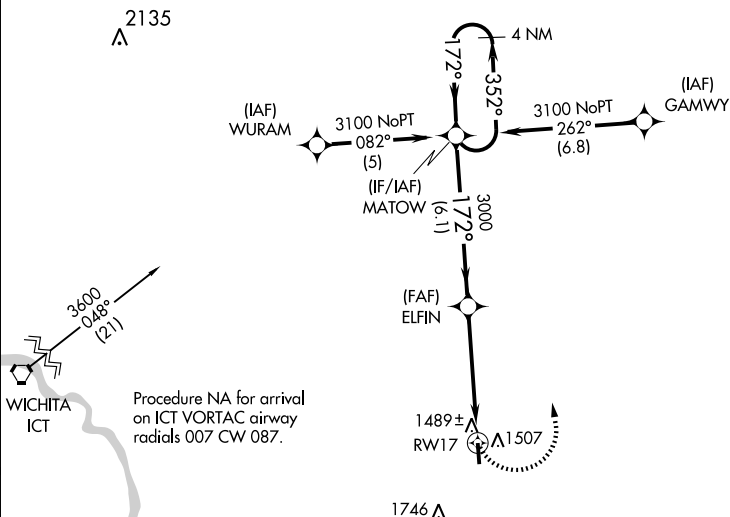 2135
4 NM
172°
352°
(IAF)
WURAM
3100 NoPT
082°
(5)
3100 NoPT
262°
(6.8)
(IAF)
GAMWY
(IF/IAF)
MATOW
3000
172°
(6.1)
(FAF)
ELFIN
3600
048°
(21)
WICHITA
ICT
Procedure NA for arrival
on ICT VORTAC airway
radials 007 CW 087.
1489±
RW17
1507
1746